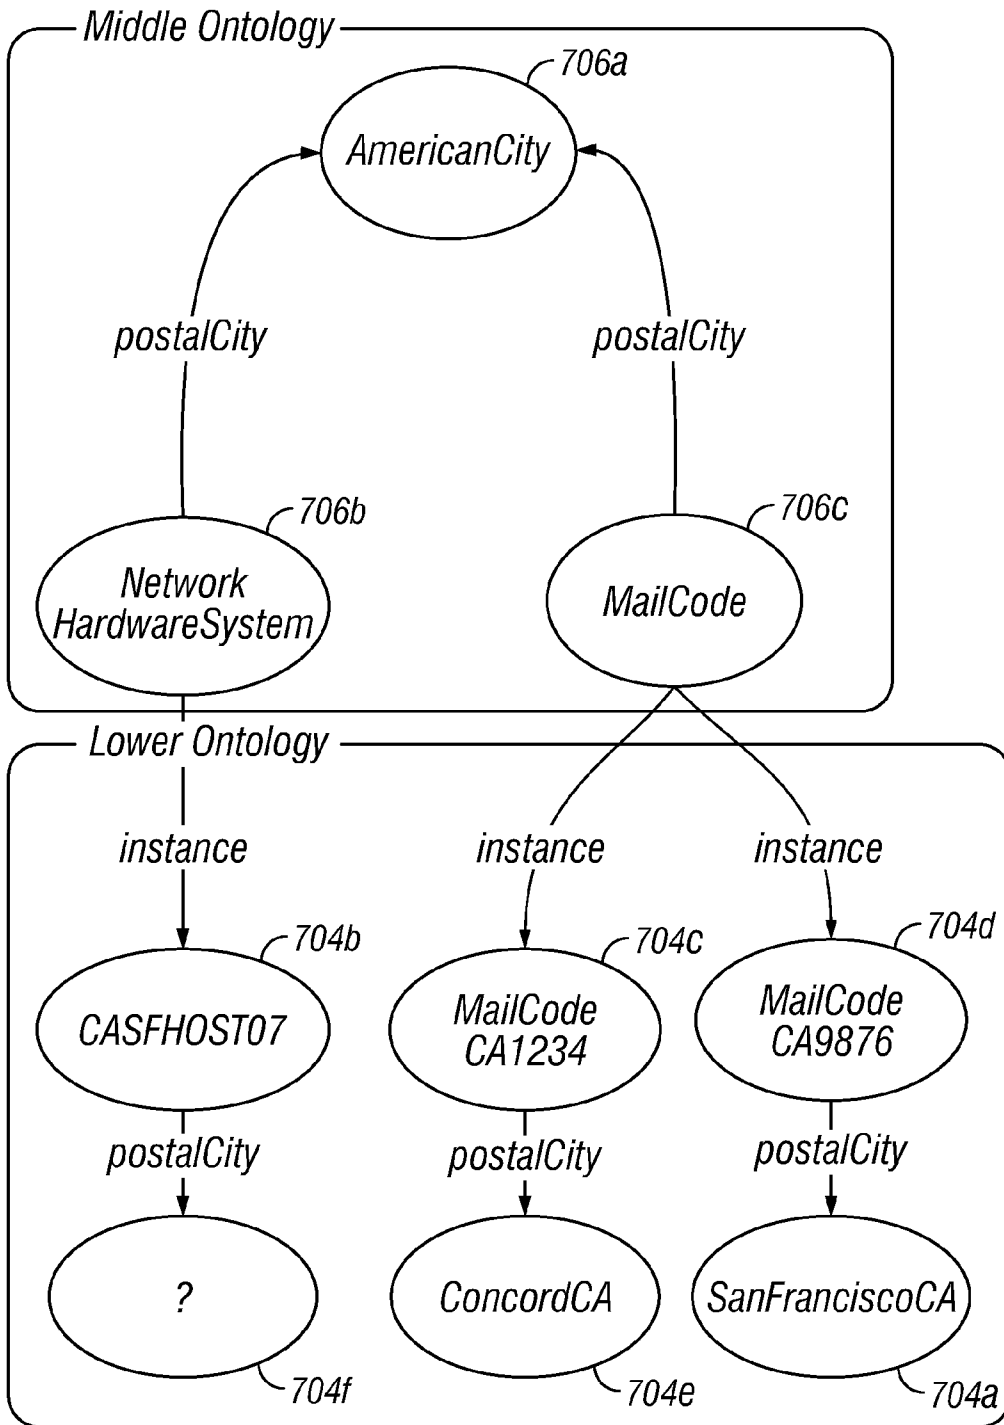 Middle Ontology
706a
AmericanCity
postalCity
postalCity
706b
706c
Network
HardwareSystem
MailCode
Lower Ontology
instance
instance
instance
704b
704c
704d
CASFHOST07
MailCode
CA1234
MailCode
CA9876
postalCity
postalCity
postalCity
?
ConcordCA
SanFranciscoCA
704f
704e
704a